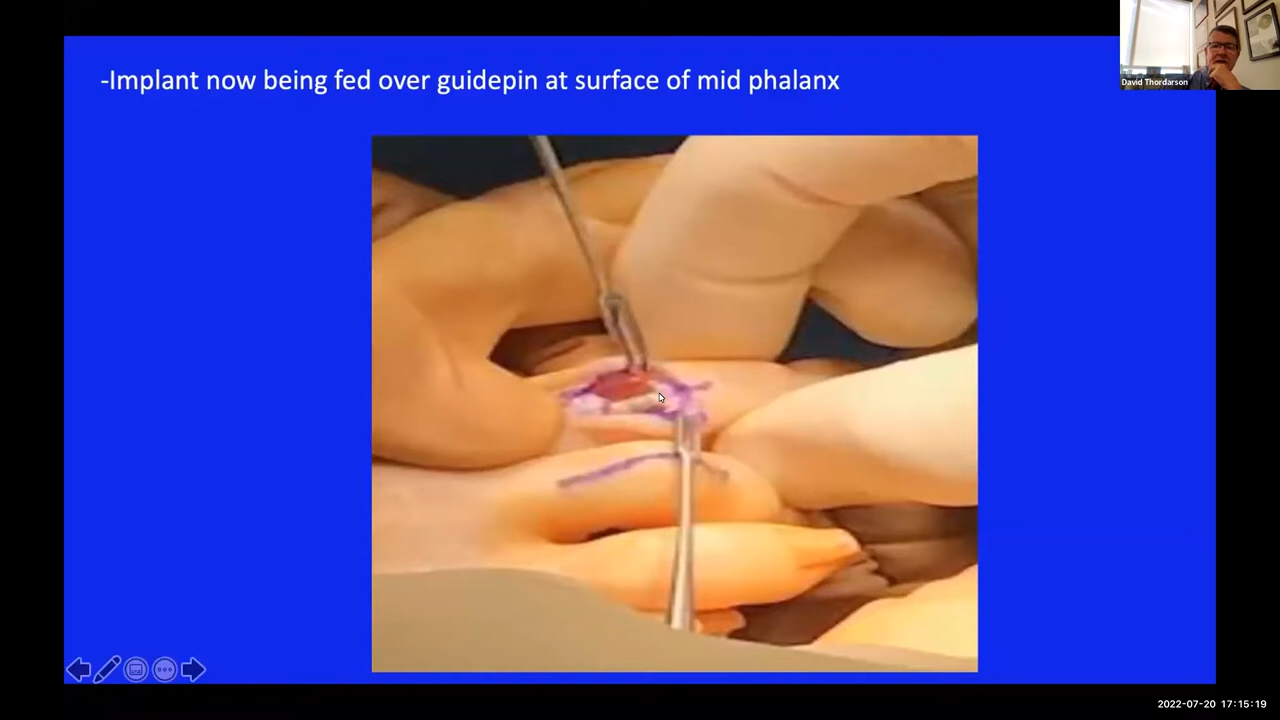 -Implant now being fed over guidepin at surface of mid phalanx
David Thordarson
2022-07-20 17:15:19